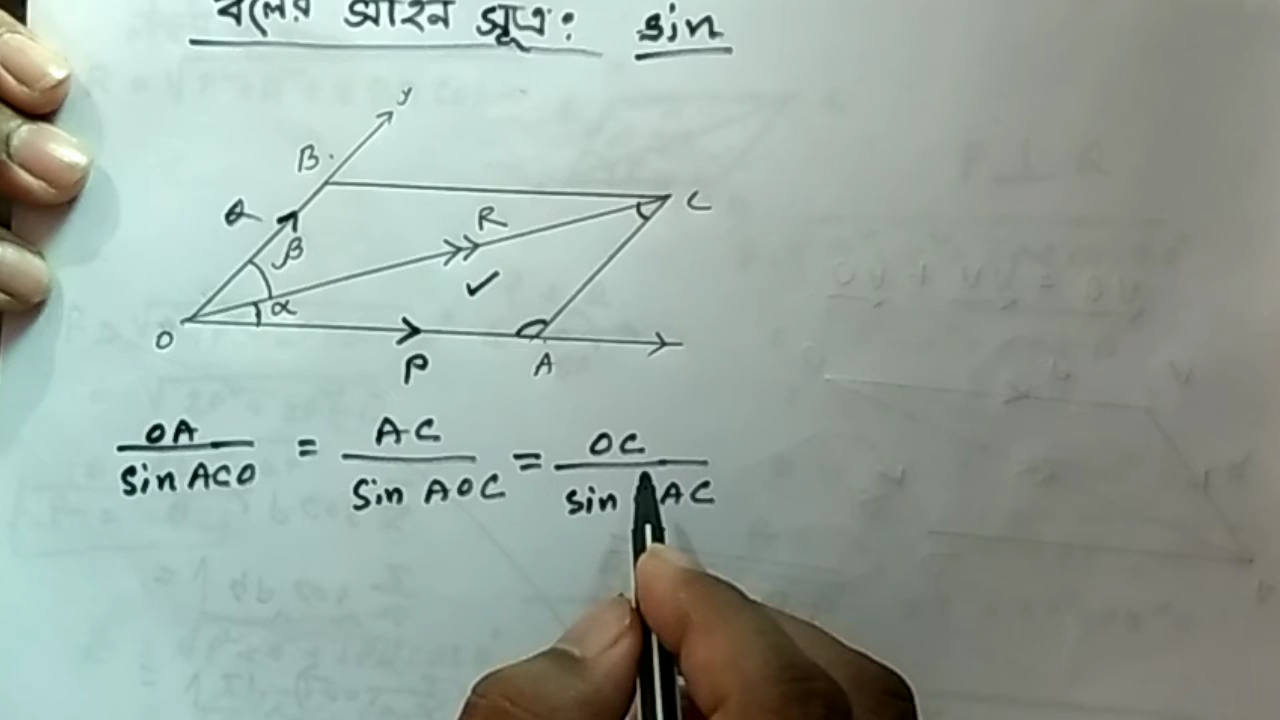 বলের সাইন সূত্র: sin
y
B.
C
Q
R
β
α
O
P
A
OA/sin ACO = AC/sin AOC = OC/sin AC